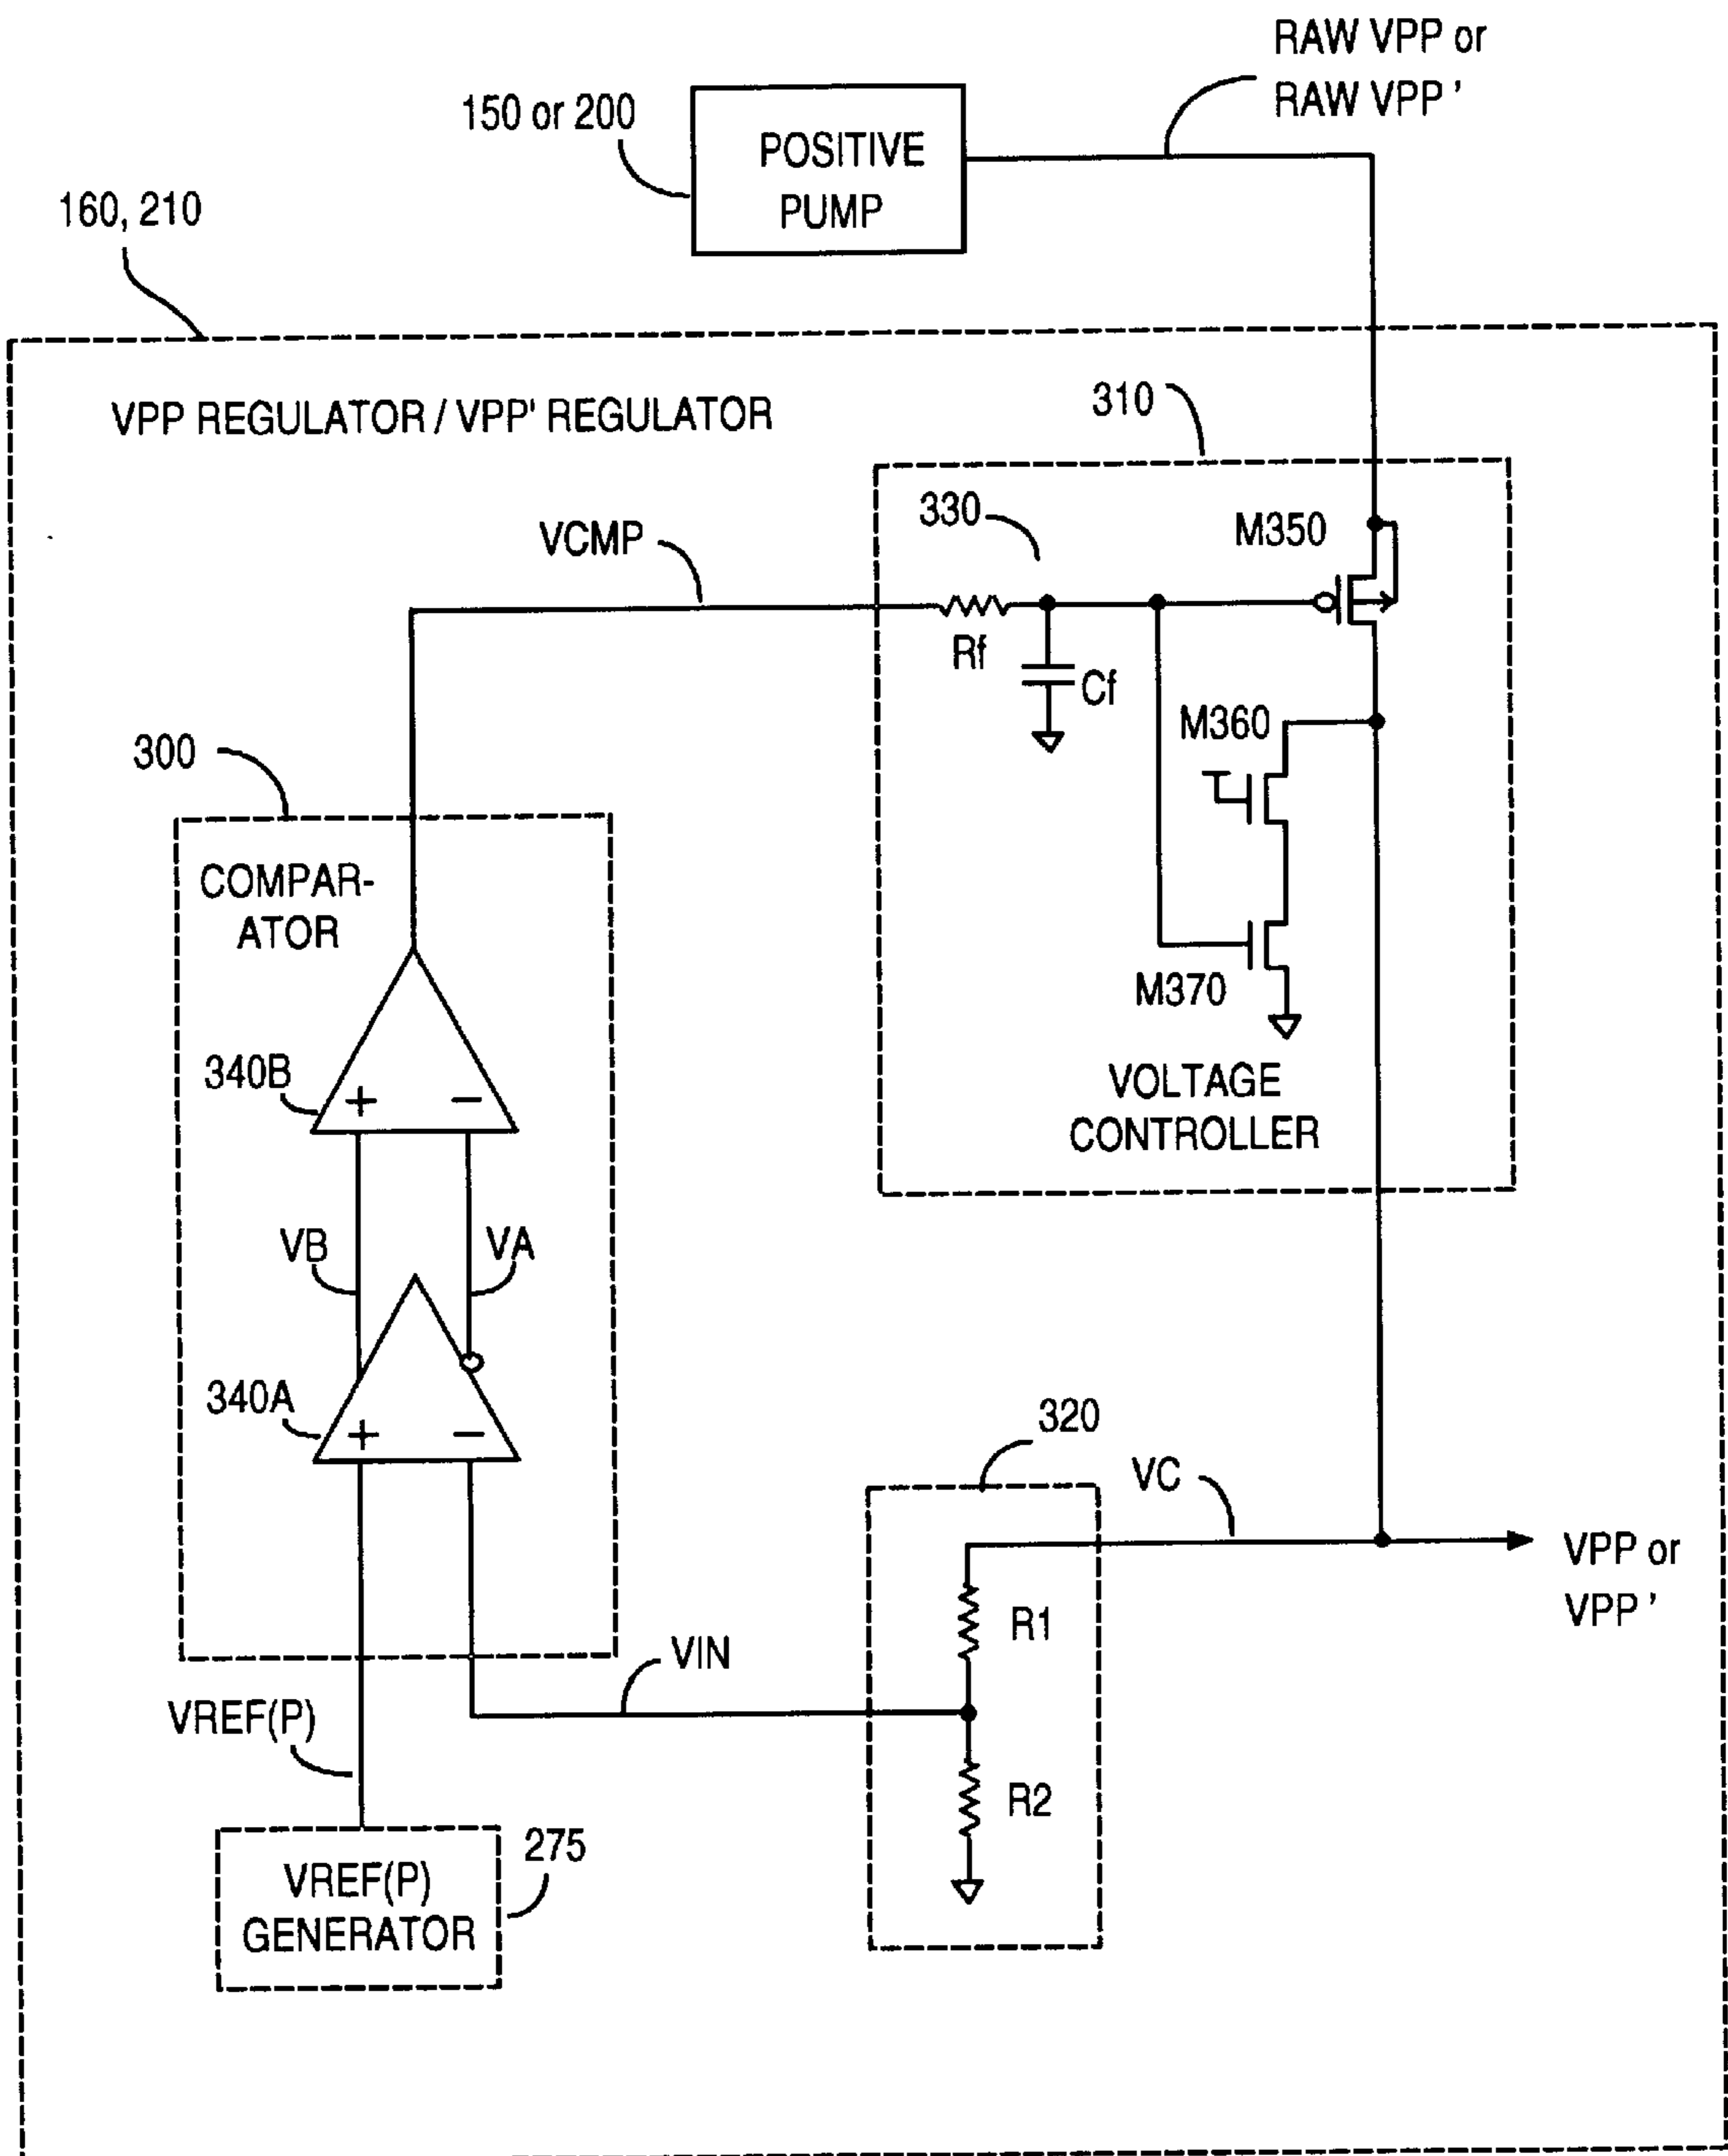 RAW VPP or
RAW VPP '
150 or 200
POSITIVE
PUMP
160, 210
VPP REGULATOR / VPP' REGULATOR
310
330
M350
VCMP
Rf
Cf
M360
300
COMPAR-
ATOR
M370
340B
+ −
VOLTAGE
CONTROLLER
VB
VA
340A
+ −
320
VC
VPP or
VPP '
R1
VIN
VREF(P)
R2
275
VREF(P)
GENERATOR